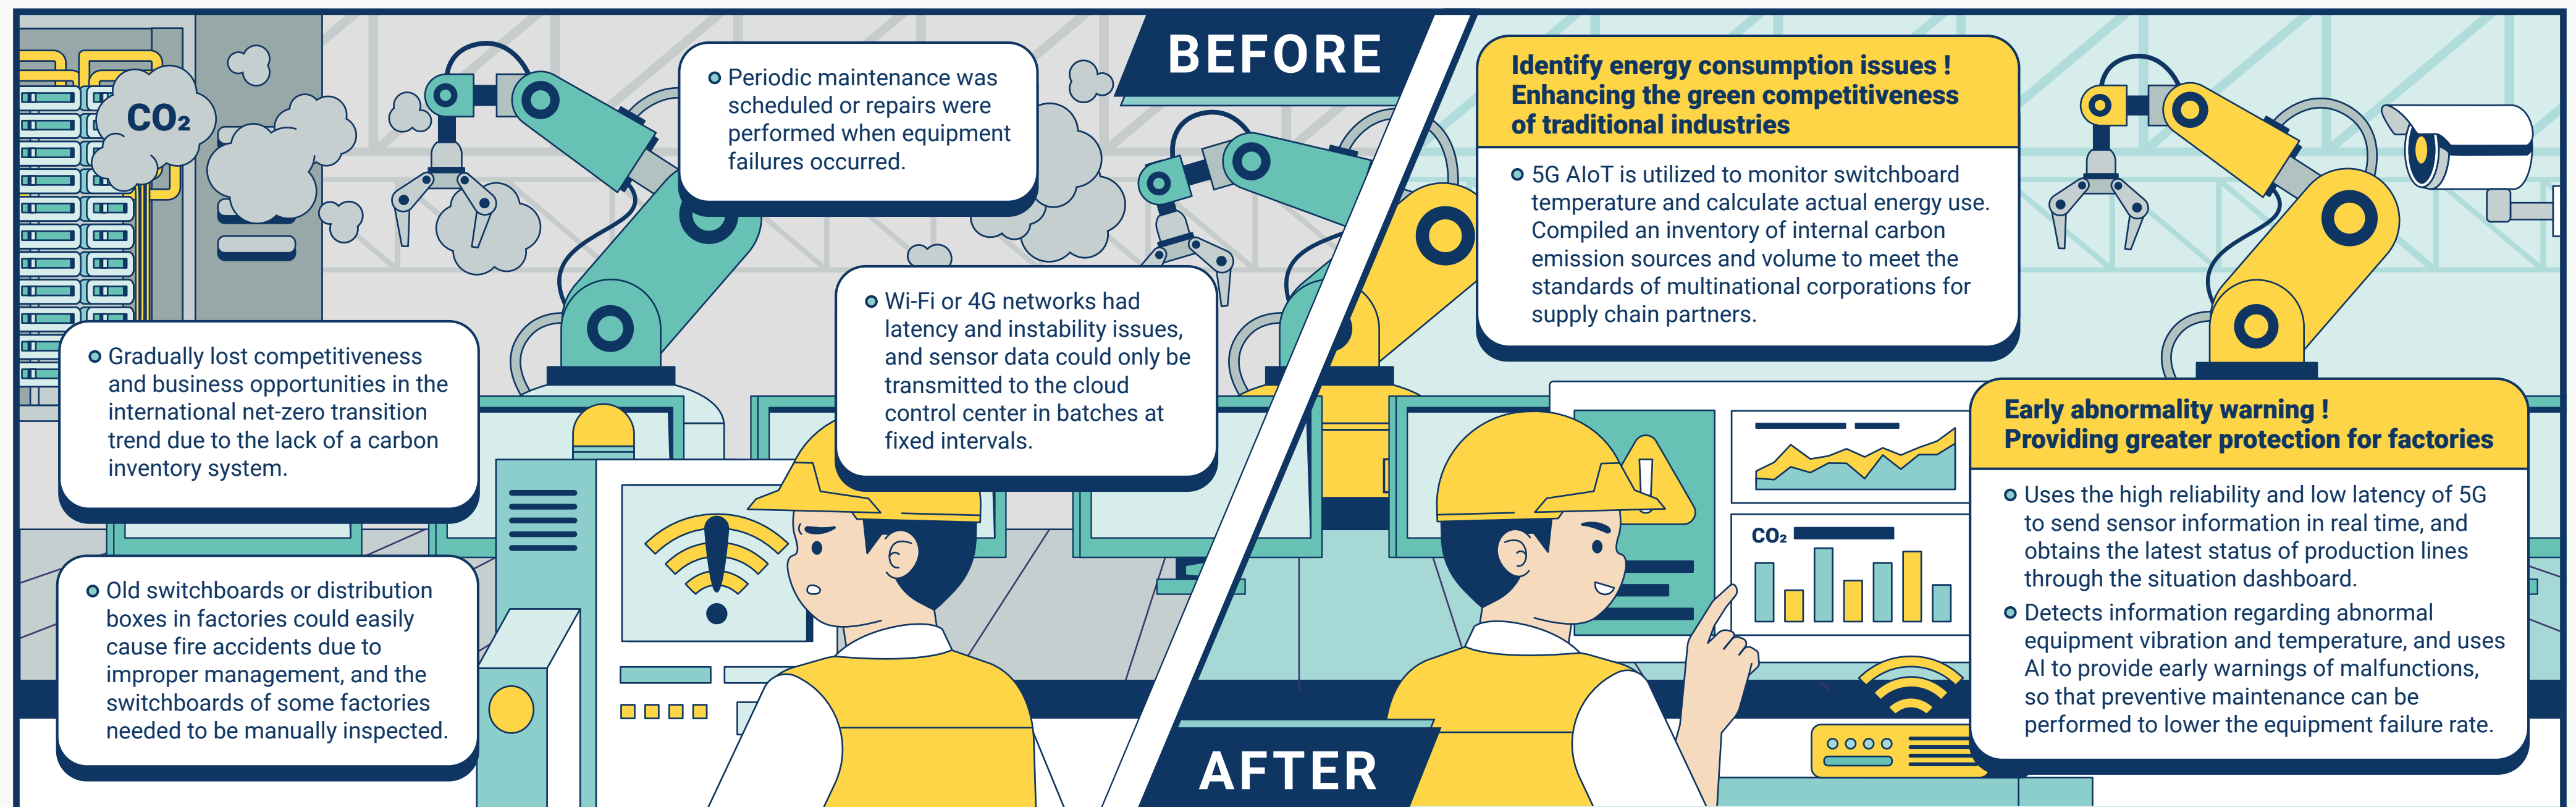 BEFORE
CO₂
Periodic maintenance was
scheduled or repairs were
performed when equipment
failures occurred.
Wi-Fi or 4G networks had
latency and instability issues,
and sensor data could only be
transmitted to the cloud
control center in batches at
fixed intervals.
Gradually lost competitiveness
and business opportunities in the
international net-zero transition
trend due to the lack of a carbon
inventory system.
Old switchboards or distribution
boxes in factories could easily
cause fire accidents due to
improper management, and the
switchboards of some factories
needed to be manually inspected.
AFTER
Identify energy consumption issues !
Enhancing the green competitiveness
of traditional industries
5G AIoT is utilized to monitor switchboard
temperature and calculate actual energy use.
Compiled an inventory of internal carbon
emission sources and volume to meet the
standards of multinational corporations for
supply chain partners.
Early abnormality warning !
Providing greater protection for factories
Uses the high reliability and low latency of 5G
to send sensor information in real time, and
obtains the latest status of production lines
through the situation dashboard.
Detects information regarding abnormal
equipment vibration and temperature, and uses
AI to provide early warnings of malfunctions,
so that preventive maintenance can be
performed to lower the equipment failure rate.
CO₂